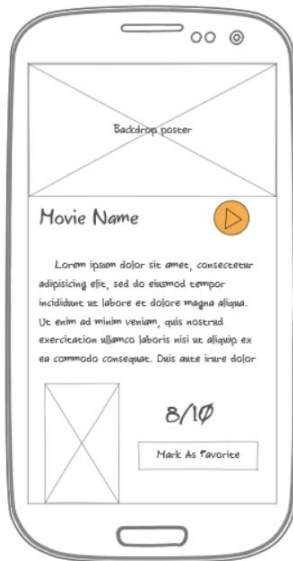 Backdrop poster
Movie Name
Lorem ipsum dolor sit amet, consectetur
adipisicing elit, sed do eiusmod tempor
incididunt ut labore et dolore magna aliqua.
Ut enim ad minim veniam, quis nostrud
exercitation ullamco laboris nisi ut aliquip ex
ea commodo consequat. Duis aute irure dolor
8/10
Mark As Favorite